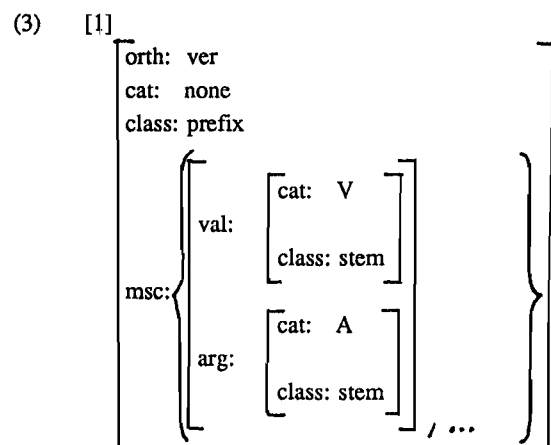 (3) [1]
orth: ver
cat: none
class: prefix
cat: V
val:
class: stem
msc:
cat: A
arg:
class: stem
, ...